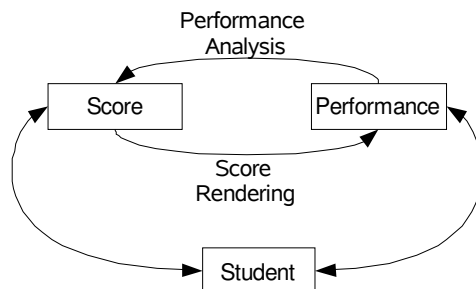 Performance
Analysis
Score
Performance
Score
Rendering
Student